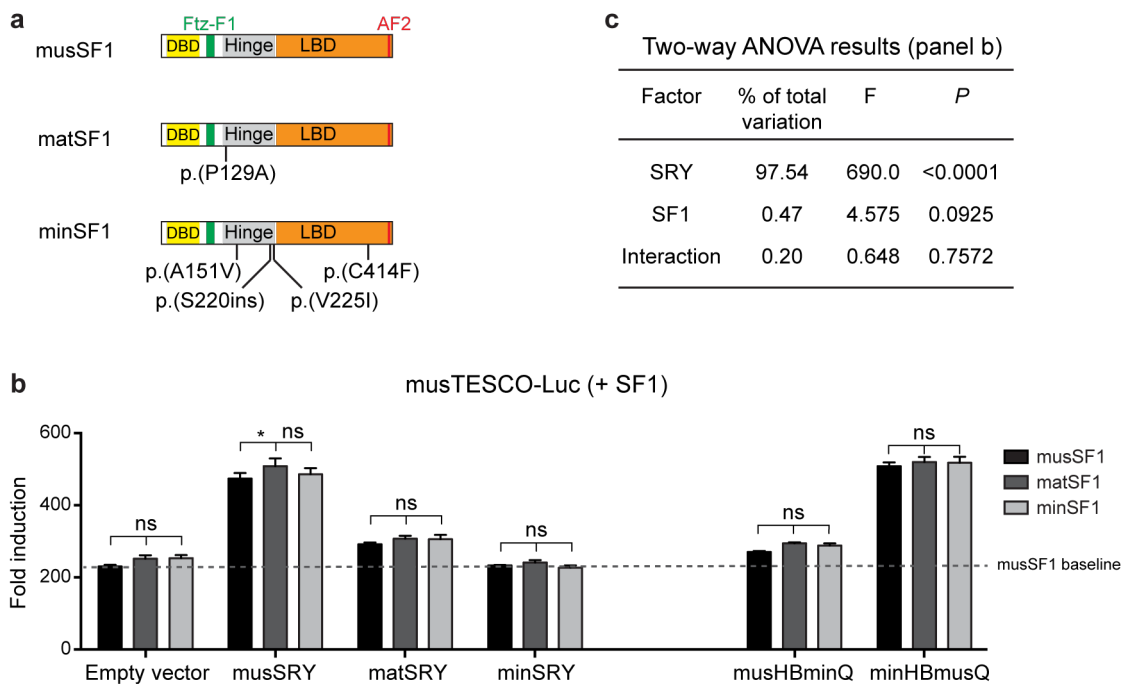 a
Ftz-F1
AF2
musSF1
DBD
Hinge
LBD
matSF1
DBD
Hinge
LBD
p.(P129A)
minSF1
DBD
Hinge
LBD
p.(A151V)
p.(C414F)
p.(S220ins)
p.(V225I)
c
Two-way ANOVA results (panel b)
Factor % of total variation F P
SRY 97.54 690.0 <0.0001
SF1 0.47 4.575 0.0925
Interaction 0.20 0.648 0.7572
b
musTESCO-Luc (+ SF1)
Fold induction
600
400
200
0
ns
* ns
ns
ns
ns
ns
musSF1
matSF1
minSF1
musSF1 baseline
Empty vector musSRY matSRY minSRY musHBminQ minHBmusQ